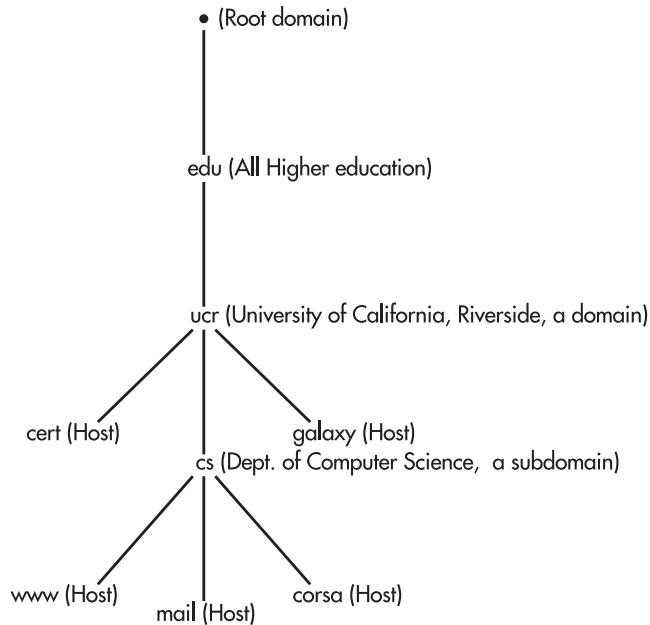 • (Root domain)
edu (All Higher education)
ucr (University of California, Riverside, a domain)
cert (Host)
galaxy (Host)
cs (Dept. of Computer Science, a subdomain)
www (Host)
mail (Host)
corsa (Host)